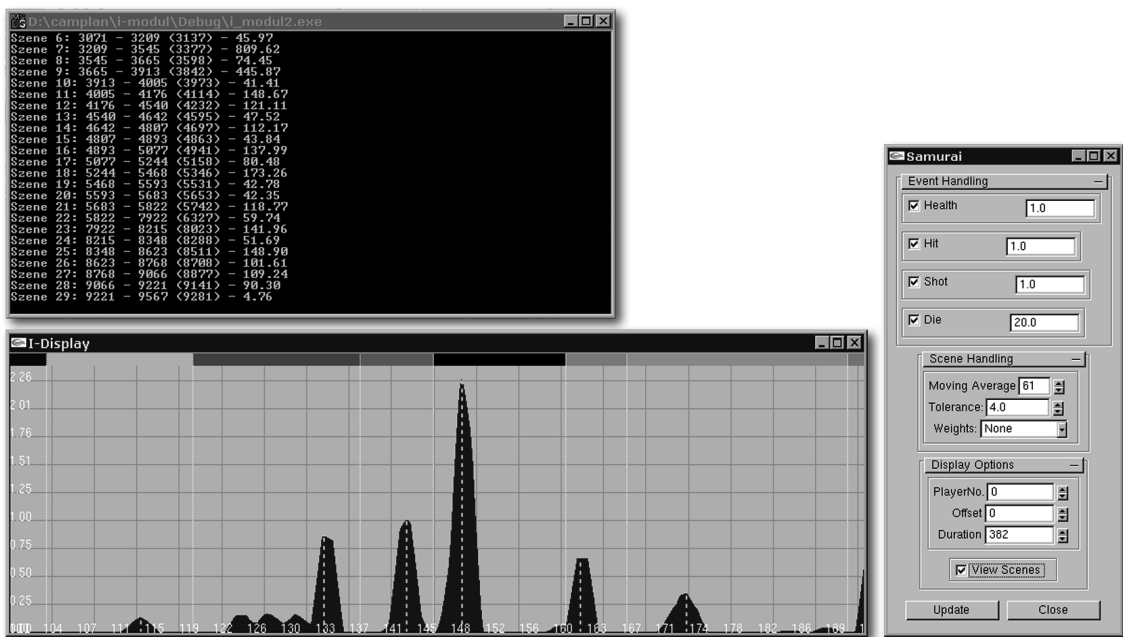 D:\camplan\i-modul\Debug\i_modul2.exe
Szene 6: 3071 - 3209 (3137) - 45.97
Szene 7: 3209 - 3545 (3377) - 809.62
Szene 8: 3545 - 3665 (3598) - 74.45
Szene 9: 3665 - 3913 (3842) - 445.87
Szene 10: 3913 - 4005 (3973) - 41.41
Szene 11: 4005 - 4176 (4114) - 148.67
Szene 12: 4176 - 4540 (4232) - 121.11
Szene 13: 4540 - 4642 (4595) - 47.52
Szene 14: 4642 - 4807 (4697) - 112.17
Szene 15: 4807 - 4893 (4863) - 43.84
Szene 16: 4893 - 5077 (4941) - 137.99
Szene 17: 5077 - 5244 (5158) - 80.48
Szene 18: 5244 - 5468 (5346) - 173.26
Szene 19: 5468 - 5593 (5531) - 42.78
Szene 20: 5593 - 5683 (5653) - 42.35
Szene 21: 5683 - 5822 (5742) - 118.77
Szene 22: 5822 - 7922 (6327) - 59.74
Szene 23: 7922 - 8215 (8023) - 141.96
Szene 24: 8215 - 8348 (8288) - 51.69
Szene 25: 8348 - 8623 (8511) - 148.90
Szene 26: 8623 - 8768 (8708) - 101.61
Szene 27: 8768 - 9066 (8877) - 109.24
Szene 28: 9066 - 9221 (9141) - 90.30
Szene 29: 9221 - 9567 (9281) - 4.76
I-Display
2.26
2.01
1.76
1.51
1.25
1.00
0.75
0.50
0.25
104 107 111 115 119 122 126 130 133 137 141 145 148 152 156 160 163 167 171 174 178 182 186 189
Samurai
Event Handling
Health 1.0
Hit 1.0
Shot 1.0
Die 20.0
Scene Handling
Moving Average 61
Tolerance: 4.0
Weights: None
Display Options
PlayerNo. 0
Offset 0
Duration 382
View Scenes
Update Close